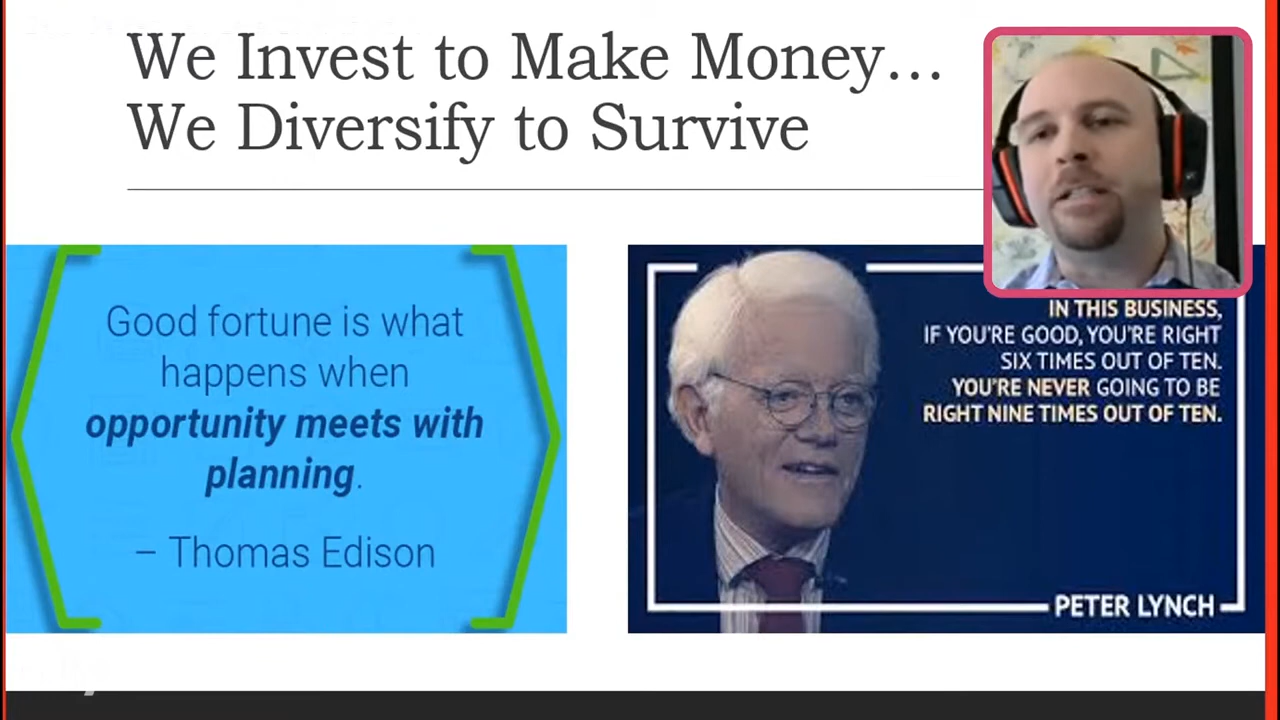 We Invest to Make Money...
We Diversify to Survive
Good fortune is what
happens when
opportunity meets with
planning.
– Thomas Edison
IN THIS BUSINESS,
IF YOU'RE GOOD, YOU'RE RIGHT
SIX TIMES OUT OF TEN.
YOU'RE NEVER GOING TO BE
RIGHT NINE TIMES OUT OF TEN.
PETER LYNCH